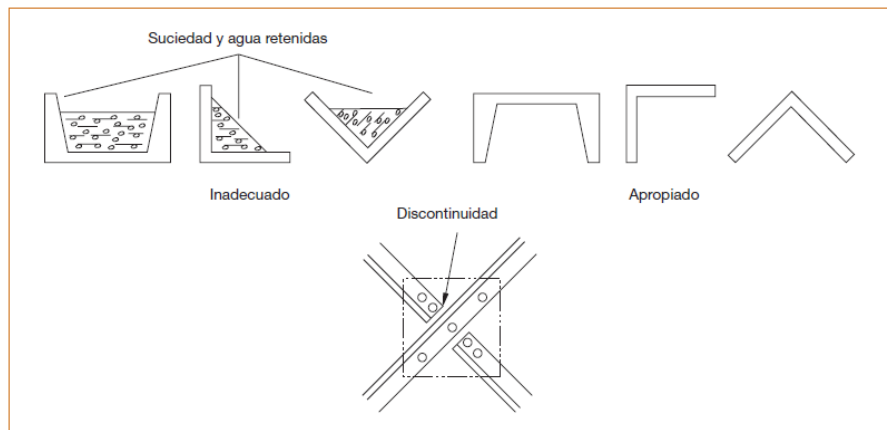 Suciedad y agua retenidas
Inadecuado
Apropiado
Discontinuidad